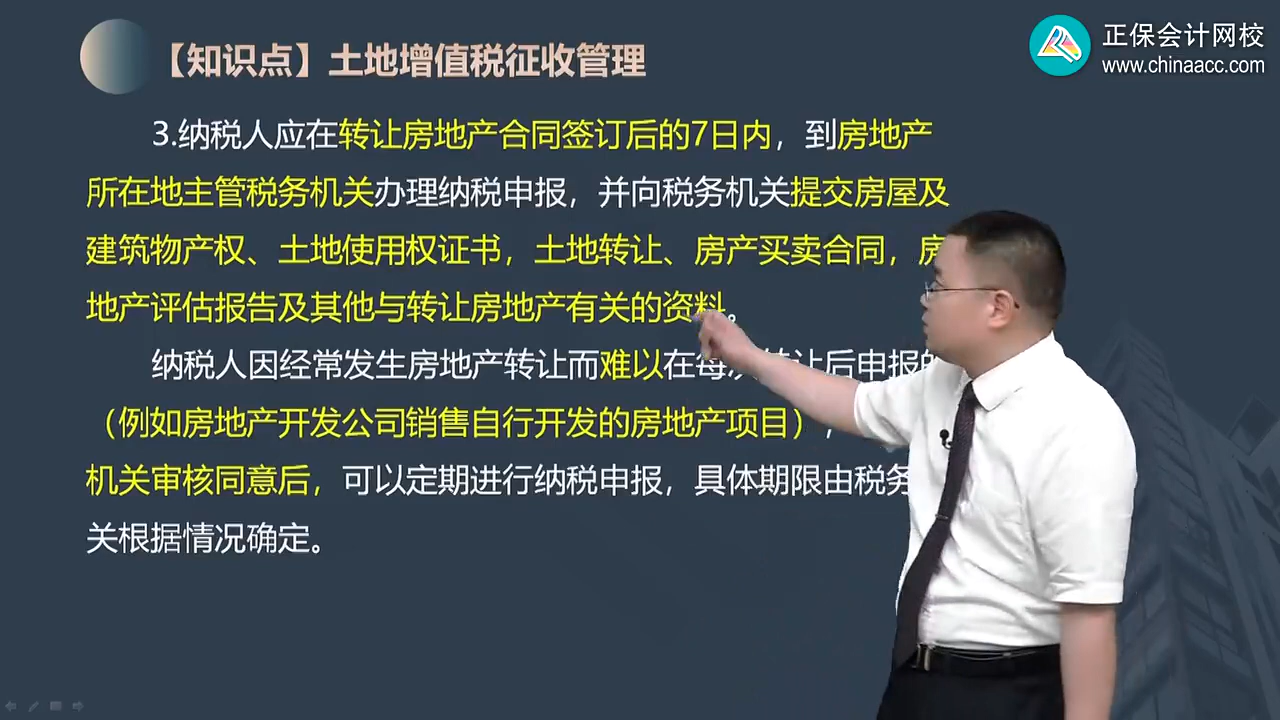 【知识点】土地增值税征收管理
正保会计网校
www.chinaacc.com
3.纳税人应在转让房地产合同签订后的7日内，到房地产
所在地主管税务机关办理纳税申报，并向税务机关提交房屋及
建筑物产权、土地使用权证书，土地转让、房产买卖合同，房
地产评估报告及其他与转让房地产有关的资料。
纳税人因经常发生房地产转让而难以在每次转让后申报的
（例如房地产开发公司销售自行开发的房地产项目），
机关审核同意后，可以定期进行纳税申报，具体期限由税务
关根据情况确定。